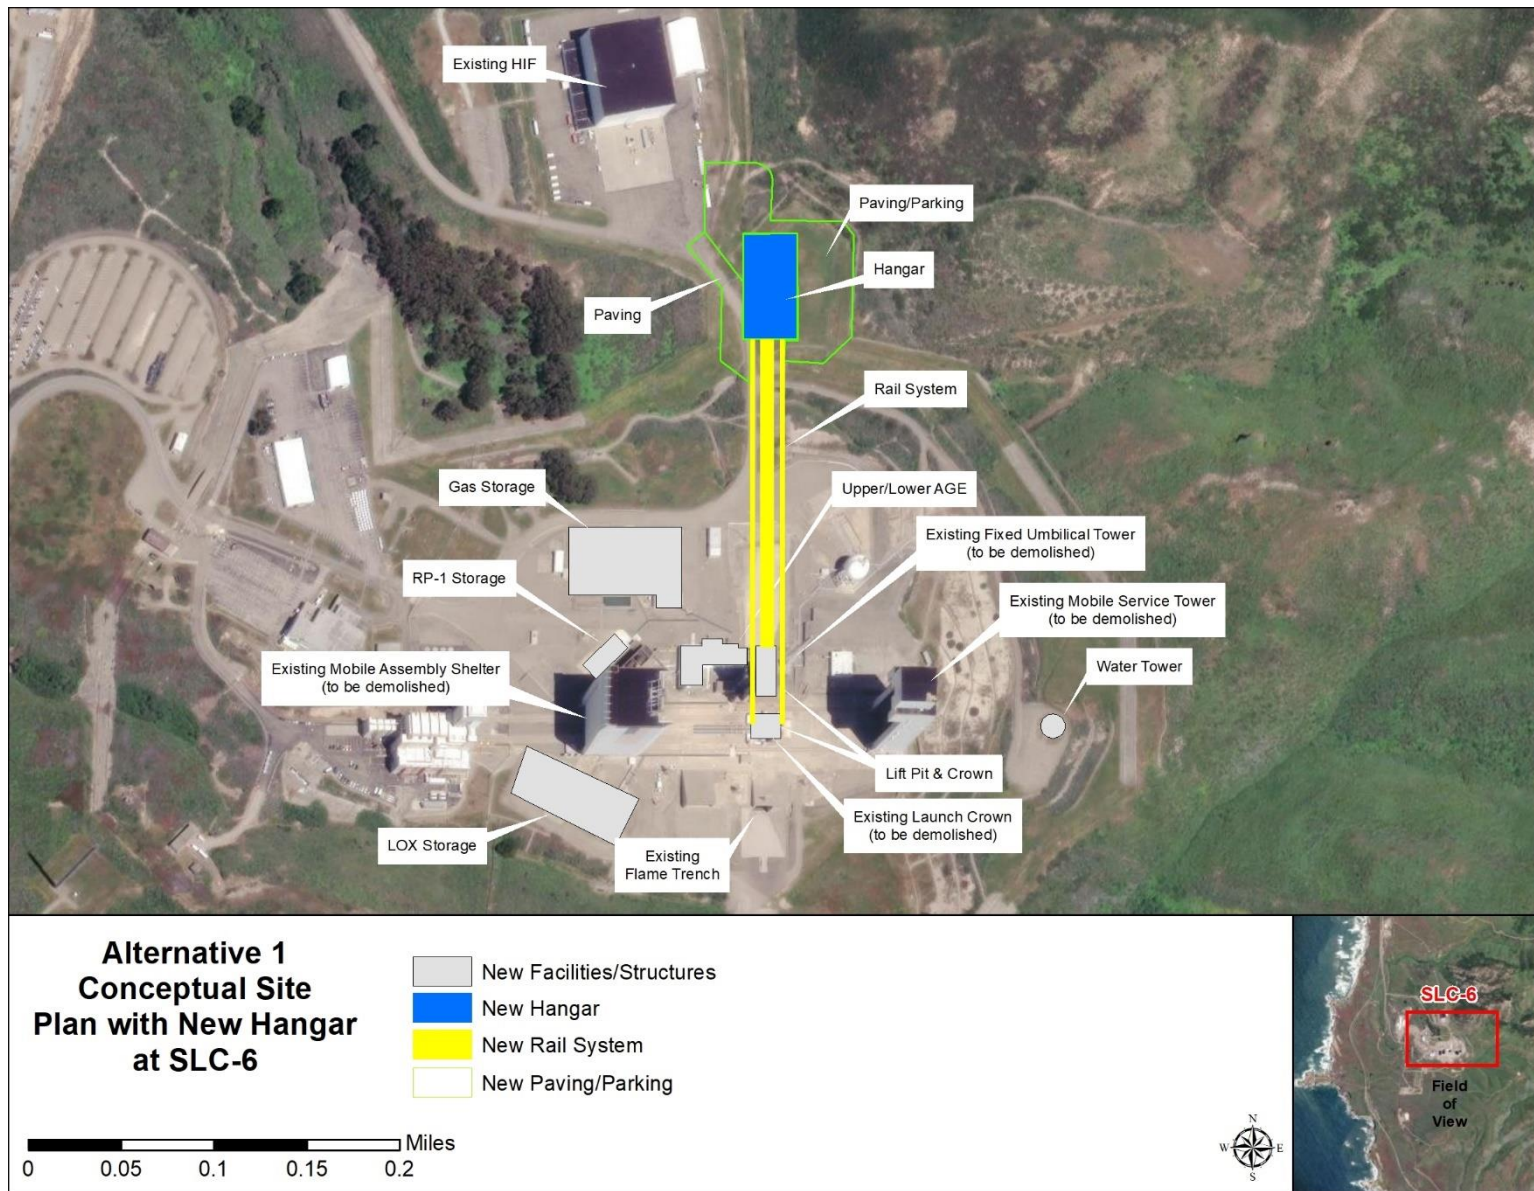 Existing HIF
Paving/Parking
Hangar
Paving
Rail System
Gas Storage
Upper/Lower AGE
Existing Fixed Umbilical Tower
(to be demolished)
RP-1 Storage
Existing Mobile Service Tower
(to be demolished)
Existing Mobile Assembly Shelter
(to be demolished)
Water Tower
Lift Pit & Crown
Existing Launch Crown
(to be demolished)
LOX Storage
Existing
Flame Trench
Alternative 1
Conceptual Site
Plan with New Hangar
at SLC-6
New Facilities/Structures
New Hangar
New Rail System
New Paving/Parking
Miles
0 0.05 0.1 0.15 0.2
N
W E
S
SLC-6
Field
of
View